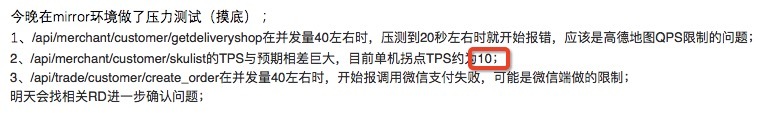 今晚在mirror环境做了压力测试（摸底）；
1、/api/merchant/customer/getdeliveryshop在并发量40左右时，压测到20秒左右时就开始报错，应该是高德地图QPS限制的问题；
2、/api/merchant/customer/skulist的TPS与预期相差巨大，目前单机拐点TPS约为10；
3、/api/trade/customer/create_order在并发量40左右时，开始报调用微信支付失败，可能是微信端做的限制；
明天会找相关RD进一步确认问题；